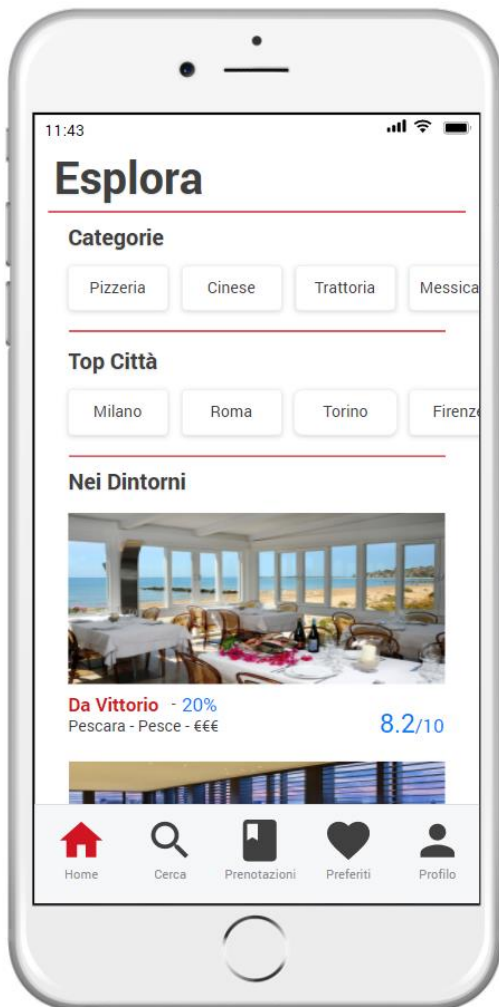 11:43
Esplora
Categorie
Pizzeria Cinese Trattoria Messica
Top Città
Milano Roma Torino Firenze
Nei Dintorni
Da Vittorio - 20%
Pescara - Pesce - €€€ 8.2/10
Home Cerca Prenotazioni Preferiti Profilo